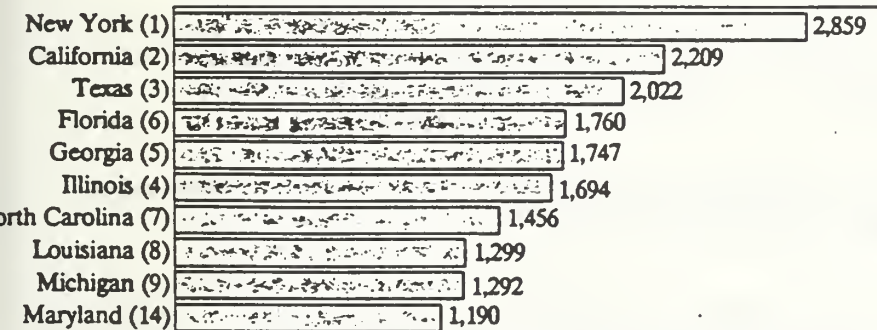 New York (1) 2,859
California (2) 2,209
Texas (3) 2,022
Florida (6) 1,760
Georgia (5) 1,747
Illinois (4) 1,694
orth Carolina (7) 1,456
Louisiana (8) 1,299
Michigan (9) 1,292
Maryland (14) 1,190